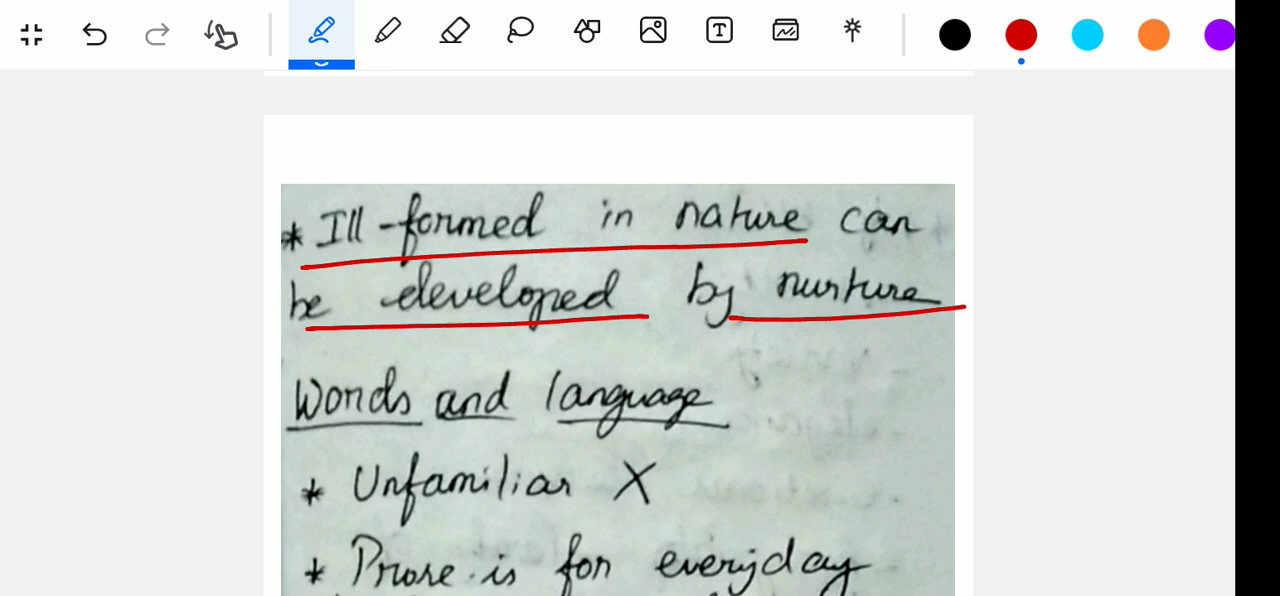 * Ill-formed in nature can
be developed by nurture
Words and language
* Unfamiliar X
* Prose is for everyday